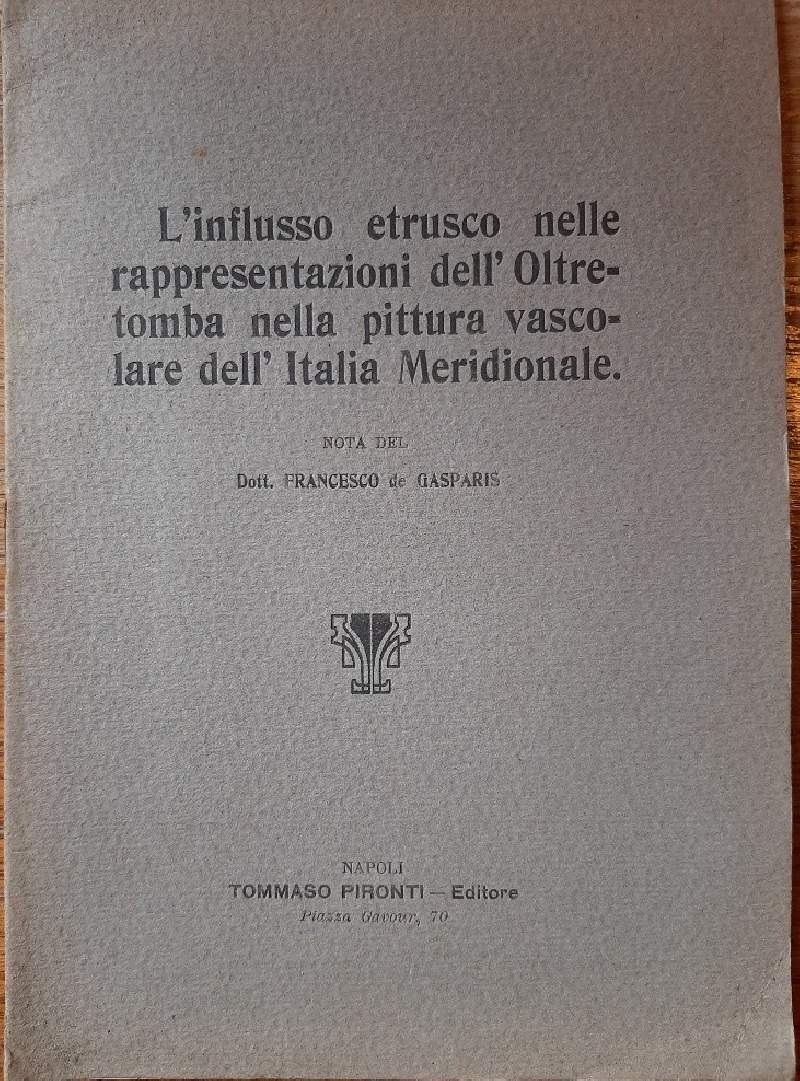 L'influsso etrusco nelle
rappresentazioni dell' Oltre-
tomba nella pittura vasco-
lare dell' Italia Meridionale.
NOTA DEL
Dott. FRANCESCO de GASPARIS
NAPOLI
TOMMASO PIRONTI — Editore
Piazza Cavour, 70